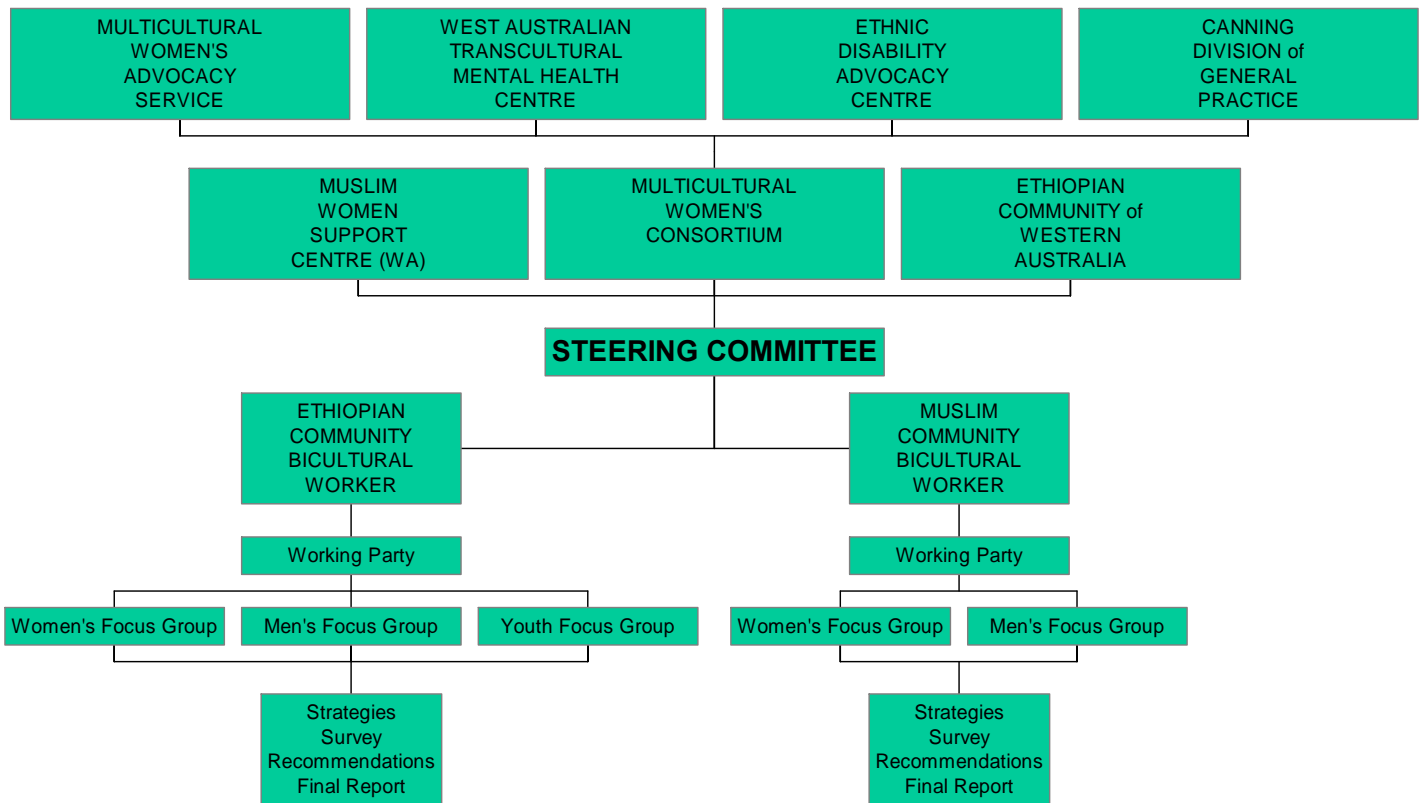 MULTICULTURAL
WOMEN'S
ADVOCACY
SERVICE
WEST AUSTRALIAN
TRANSCULTURAL
MENTAL HEALTH
CENTRE
ETHNIC
DISABILITY
ADVOCACY
CENTRE
CANNING
DIVISION of
GENERAL
PRACTICE
MUSLIM
WOMEN
SUPPORT
CENTRE (WA)
MULTICULTURAL
WOMEN'S
CONSORTIUM
ETHIOPIAN
COMMUNITY of
WESTERN
AUSTRALIA
STEERING COMMITTEE
ETHIOPIAN
COMMUNITY
BICULTURAL
WORKER
MUSLIM
COMMUNITY
BICULTURAL
WORKER
Working Party
Working Party
Women's Focus Group
Men's Focus Group
Youth Focus Group
Women's Focus Group
Men's Focus Group
Strategies
Survey
Recommendations
Final Report
Strategies
Survey
Recommendations
Final Report